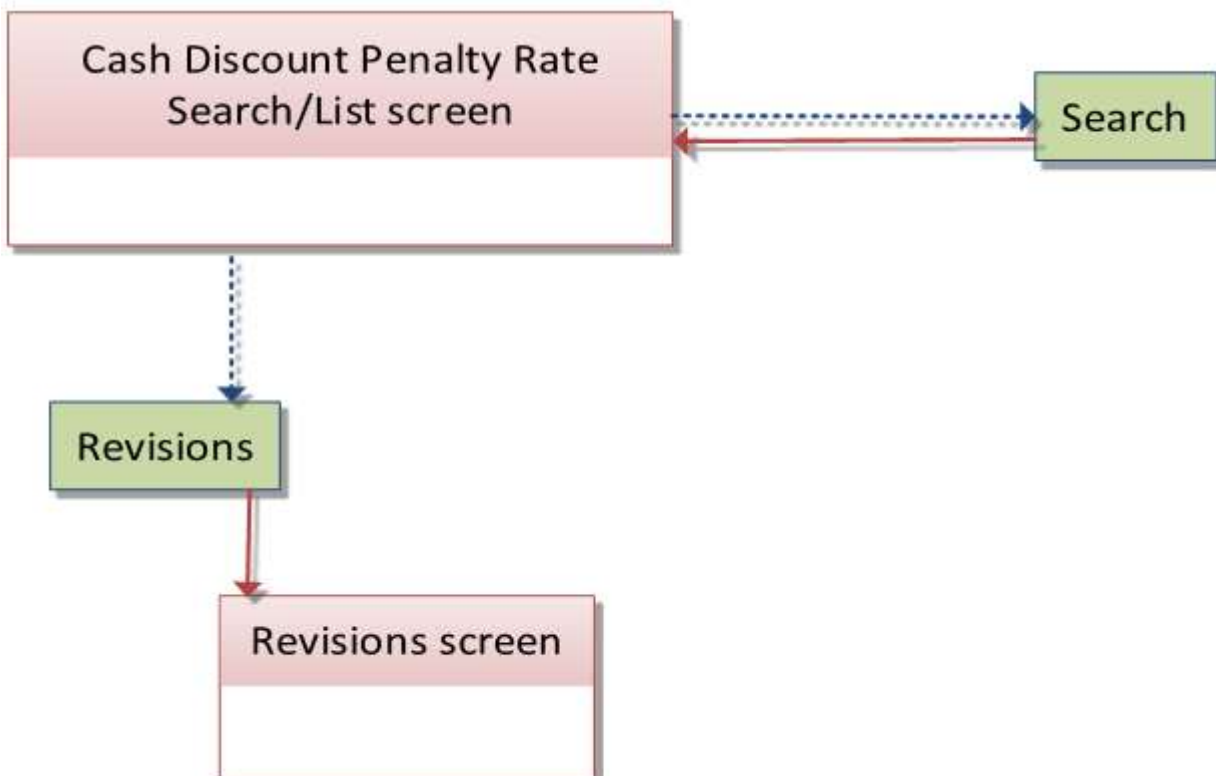 Cash Discount Penalty Rate
Search/List screen
Search
Revisions
Revisions screen